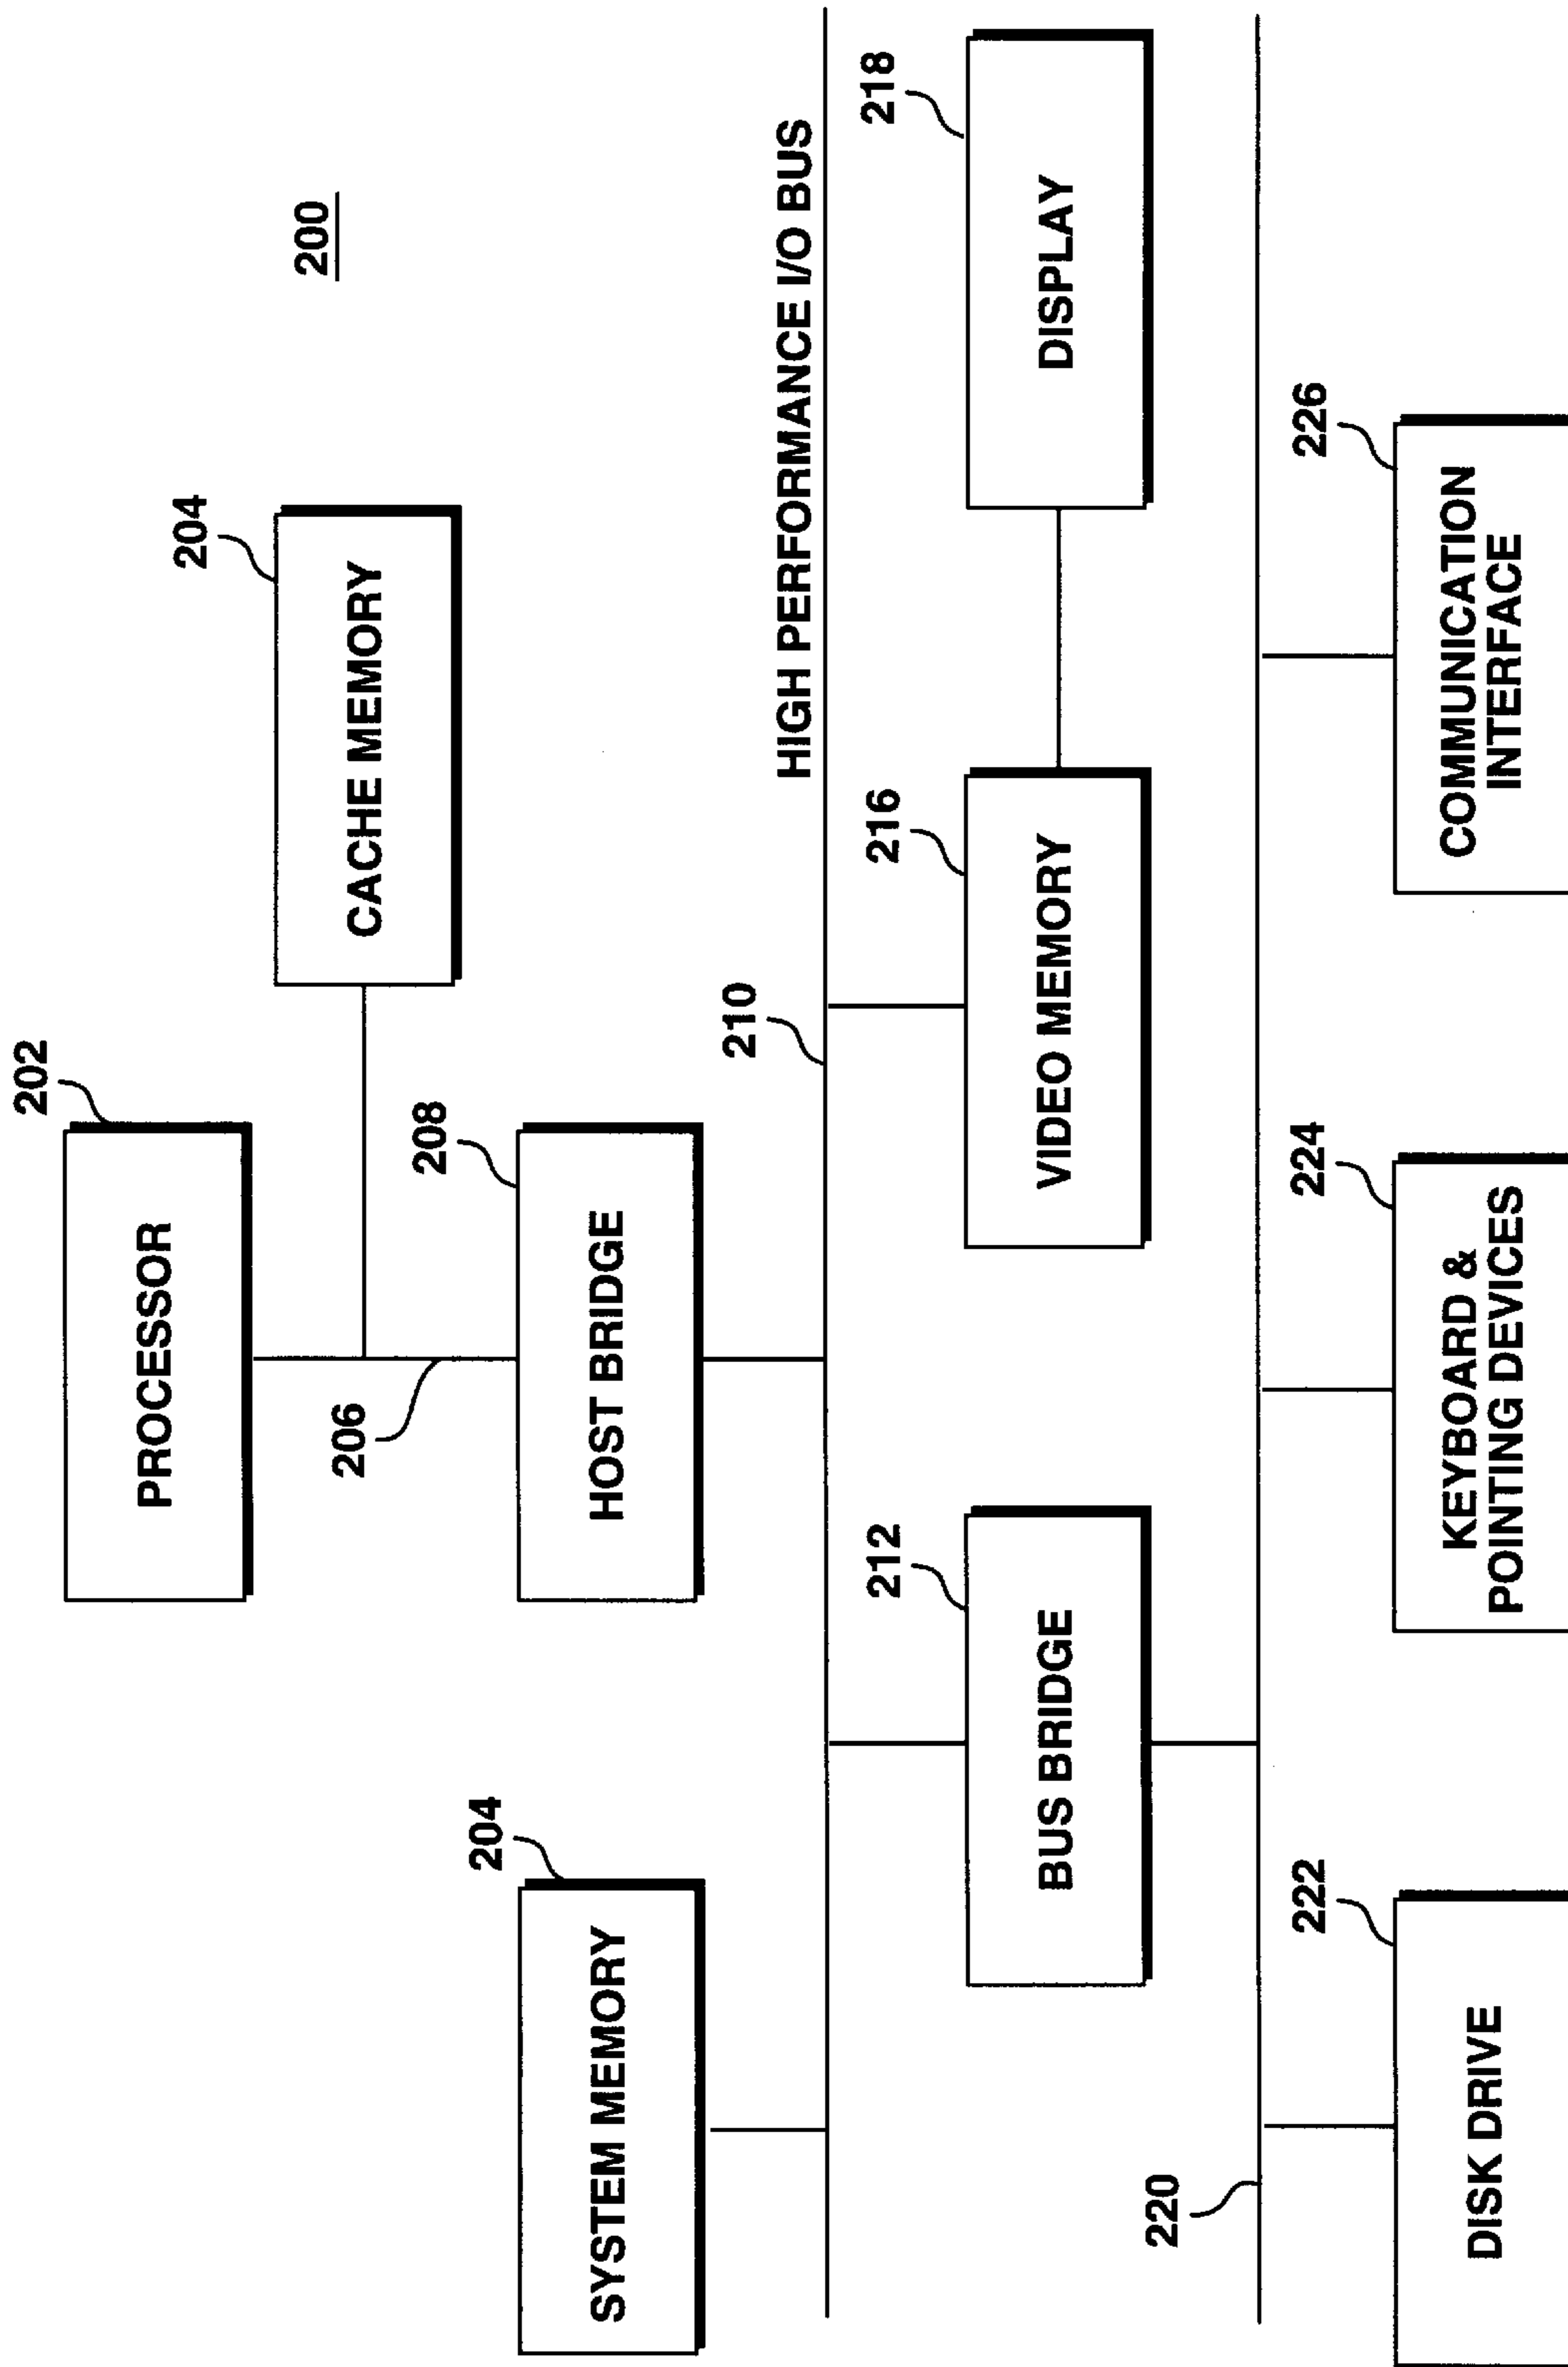 200
202
PROCESSOR
204
CACHE MEMORY
206
208
HOST BRIDGE
204
SYSTEM MEMORY
210
HIGH PERFORMANCE I/O BUS
212
BUS BRIDGE
216
VIDEO MEMORY
218
DISPLAY
220
222
DISK DRIVE
224
KEYBOARD &
POINTING DEVICES
226
COMMUNICATION
INTERFACE